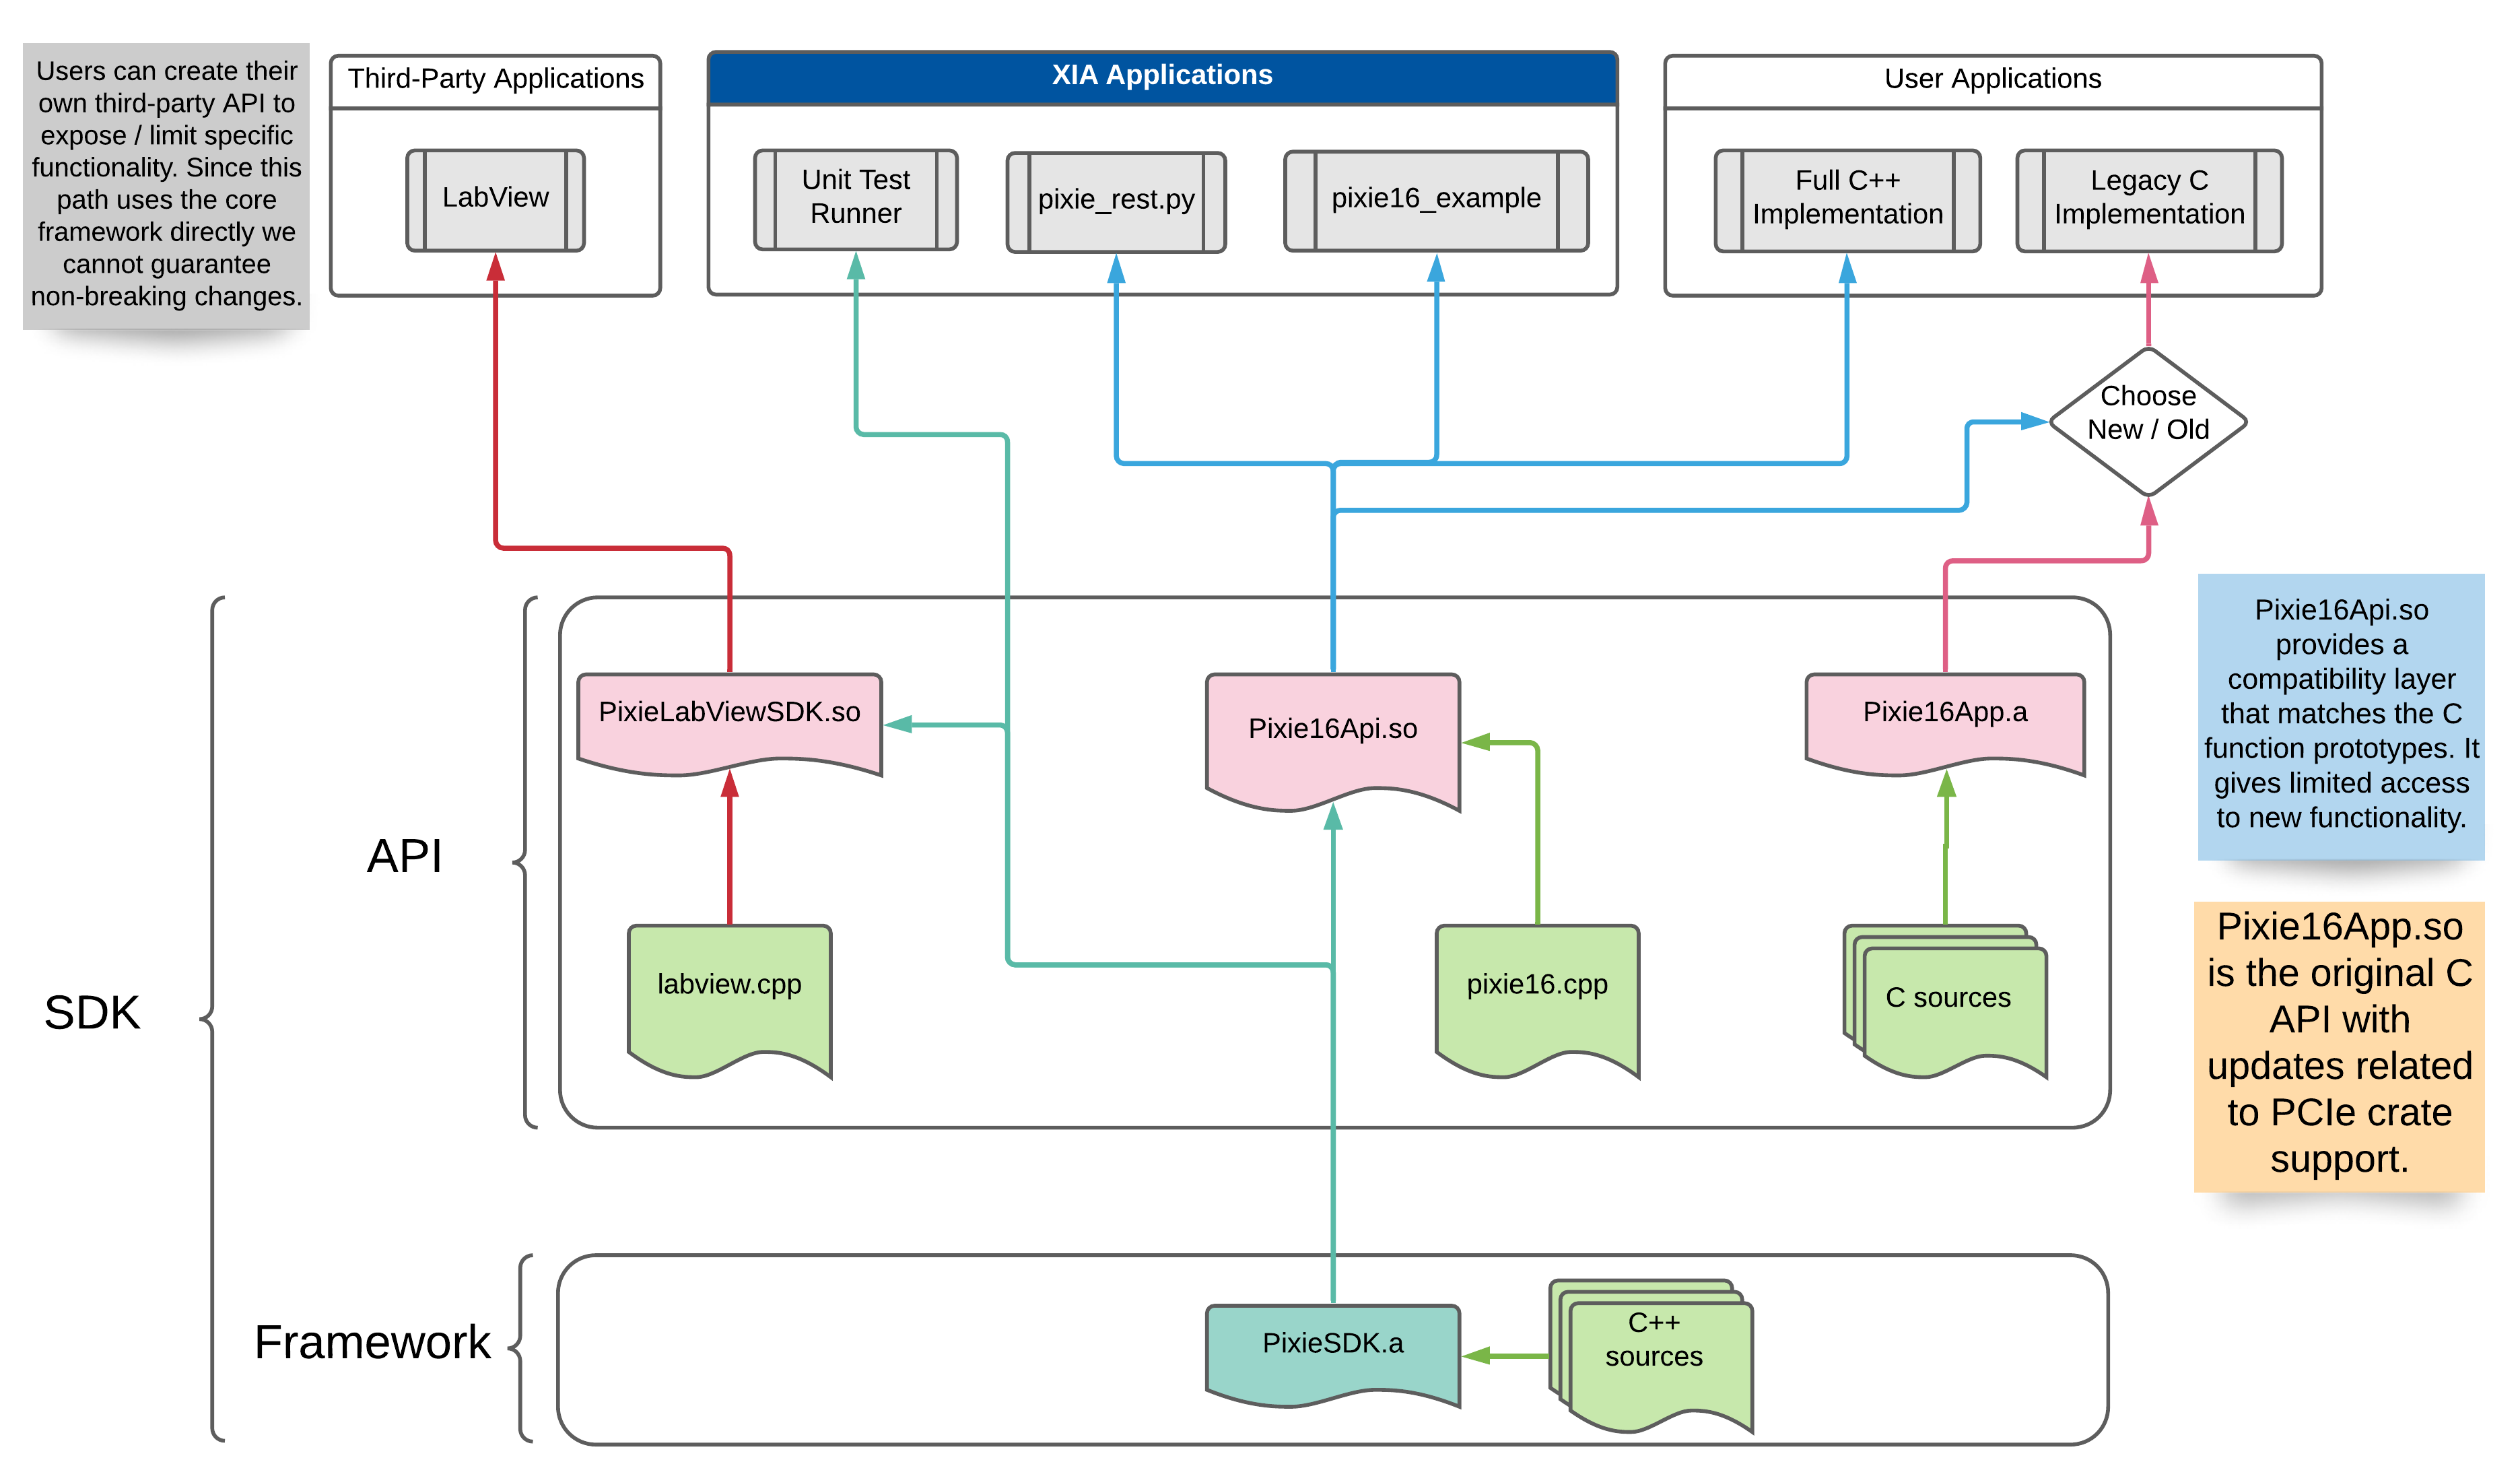 Users can create their
own third-party API to
expose / limit specific
functionality. Since this
path uses the core
framework directly we
cannot guarantee
non-breaking changes.
Third-Party Applications
LabView
XIA Applications
Unit Test
Runner
pixie_rest.py
pixie16_example
User Applications
Full C++
Implementation
Legacy C
Implementation
Choose
New / Old
SDK
API
PixieLabViewSDK.so
Pixie16Api.so
Pixie16App.a
labview.cpp
pixie16.cpp
C sources
Pixie16Api.so
provides a
compatibility layer
that matches the C
function prototypes. It
gives limited access
to new functionality.
Pixie16App.so
is the original C
API with
updates related
to PCIe crate
support.
Framework
PixieSDK.a
C++
sources